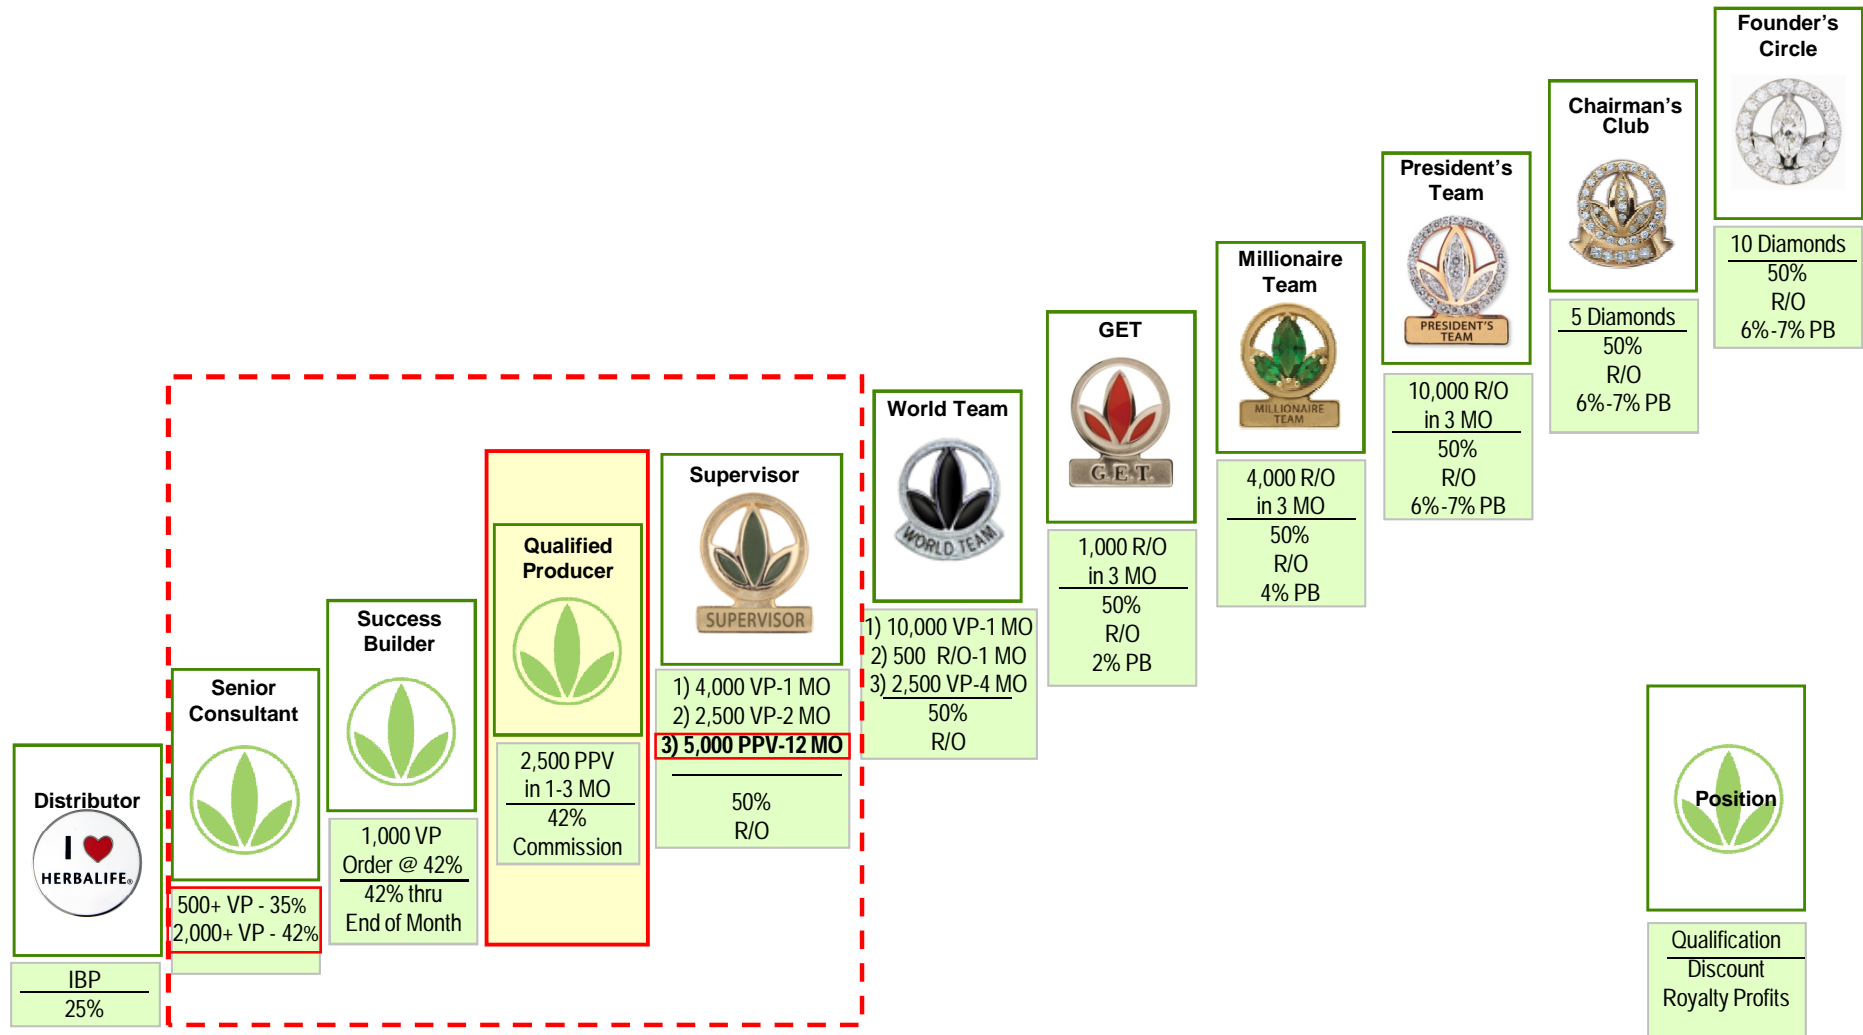 Distributor
I
HERBALIFE®
IBP
25%
Senior
Consultant
500+ VP - 35%
2,000+ VP - 42%
Success
Builder
1,000 VP
Order @ 42%
42% thru
End of Month
Qualified
Producer
2,500 PPV
in 1-3 MO
42%
Commission
Supervisor
SUPERVISOR
1) 4,000 VP-1 MO
2) 2,500 VP-2 MO
3) 5,000 PPV-12 MO
50%
R/O
World Team
WORLD TEAM
1) 10,000 VP-1 MO
2) 500 R/O-1 MO
3) 2,500 VP-4 MO
50%
R/O
GET
G.E.T.
1,000 R/O
in 3 MO
50%
R/O
2% PB
Millionaire
Team
MILLIONAIRE
TEAM
4,000 R/O
in 3 MO
50%
R/O
4% PB
President's
Team
PRESIDENT'S
TEAM
10,000 R/O
in 3 MO
50%
R/O
6%-7% PB
Chairman's
Club
5 Diamonds
50%
R/O
6%-7% PB
Founder's
Circle
10 Diamonds
50%
R/O
6%-7% PB
Position
Qualification
Discount
Royalty Profits